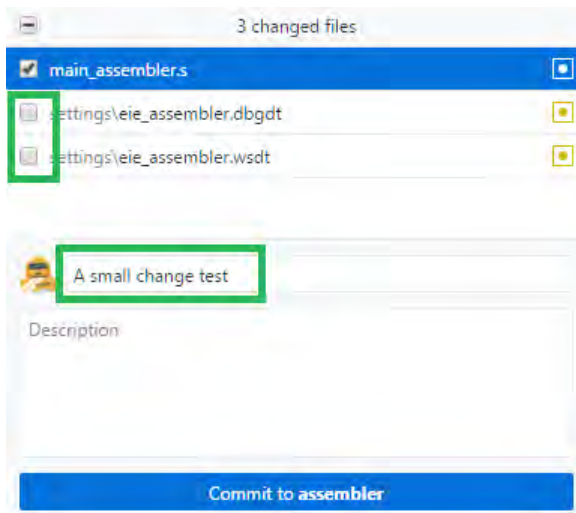 3 changed files
main_assembler.s
settings\eie_assembler.dbgdt
settings\eie_assembler.wsdt
A small change test
Description
Commit to assembler